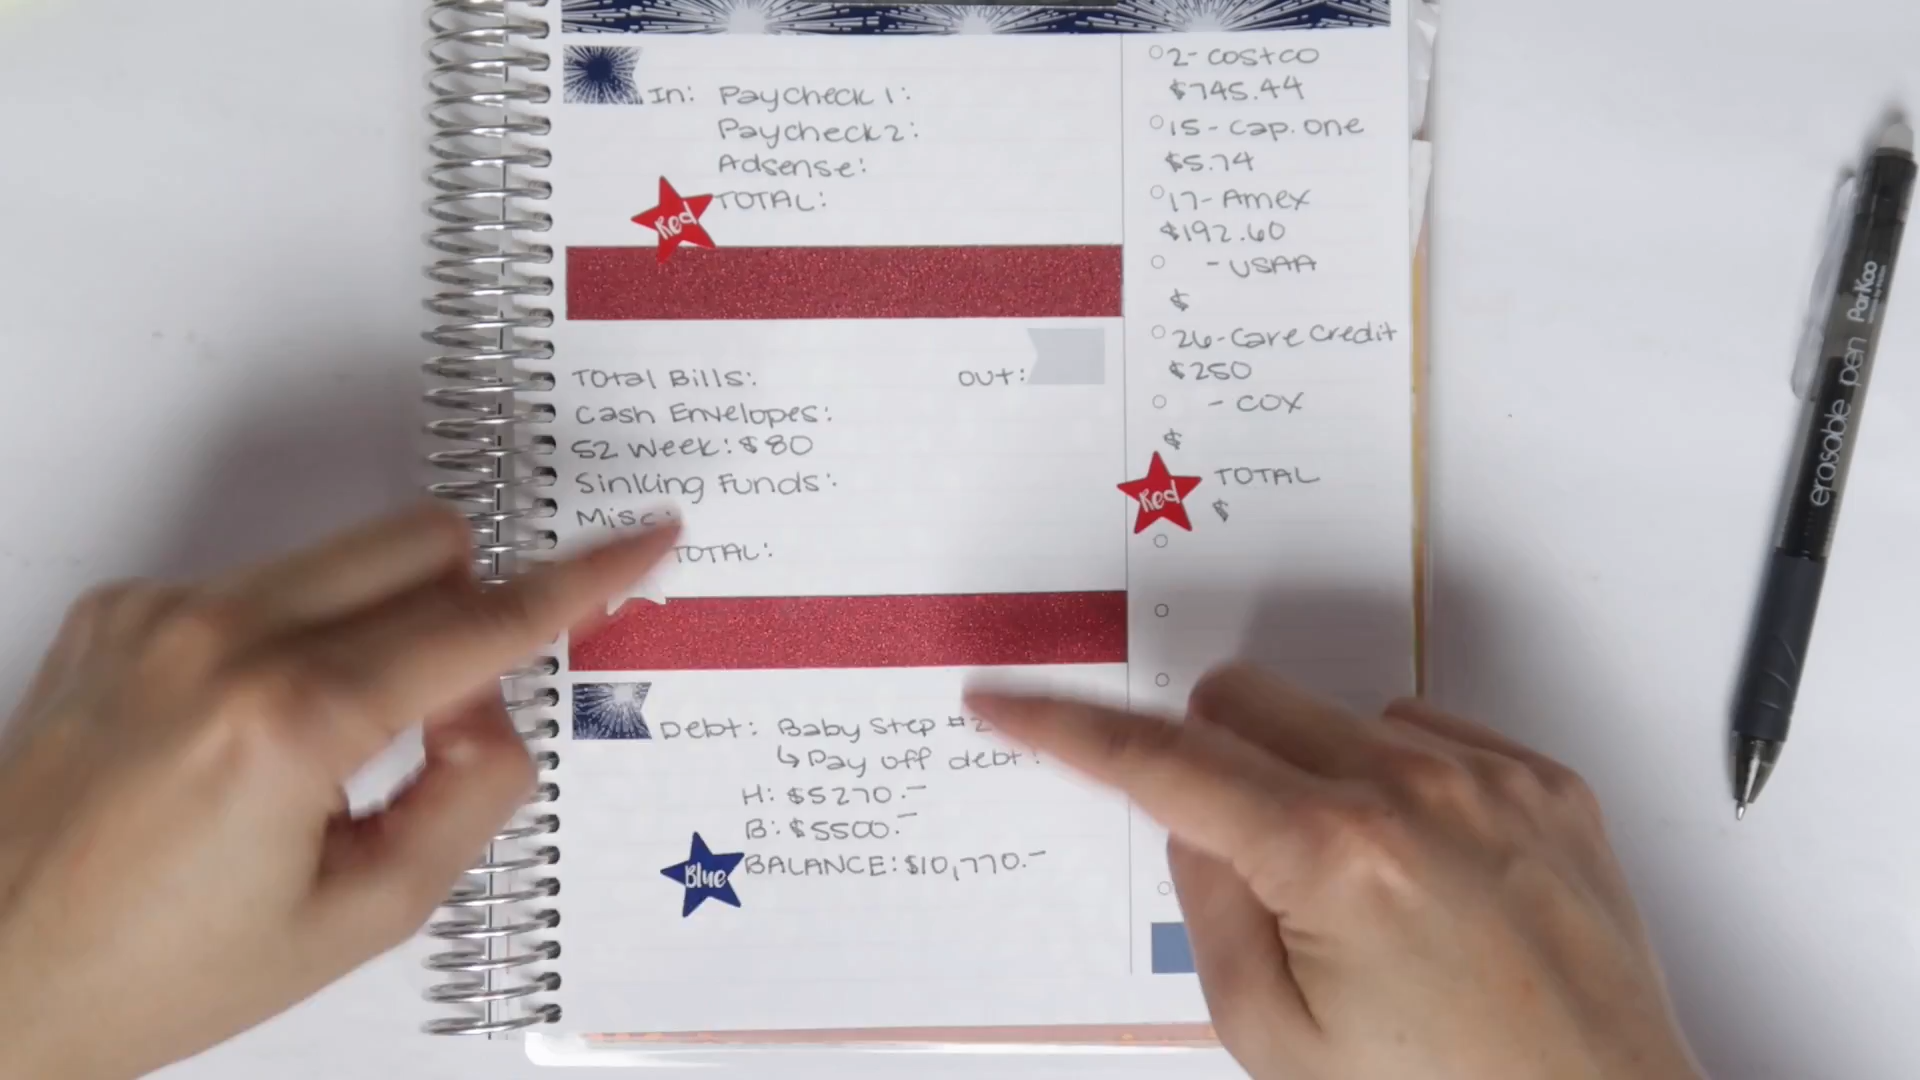 In: Paycheck 1:
Paycheck 2:
Adsense:
TOTAL:
Red
Total Bills:
OUT:
Cash Envelopes:
52 Week: $80
Sinking Funds:
Misc:
TOTAL:
Debt: Baby Step #2
↳ Pay off debt!
H: $5270.-
B: $5500.-
BALANCE: $10,770.-
Blue
2- Costco
$745.44
15- Cap. One
$5.74
17- Amex
$192.60
- USAA
$
26- Care Credit
$250
- COX
$
Red
TOTAL
$
erasable pen ParKoo